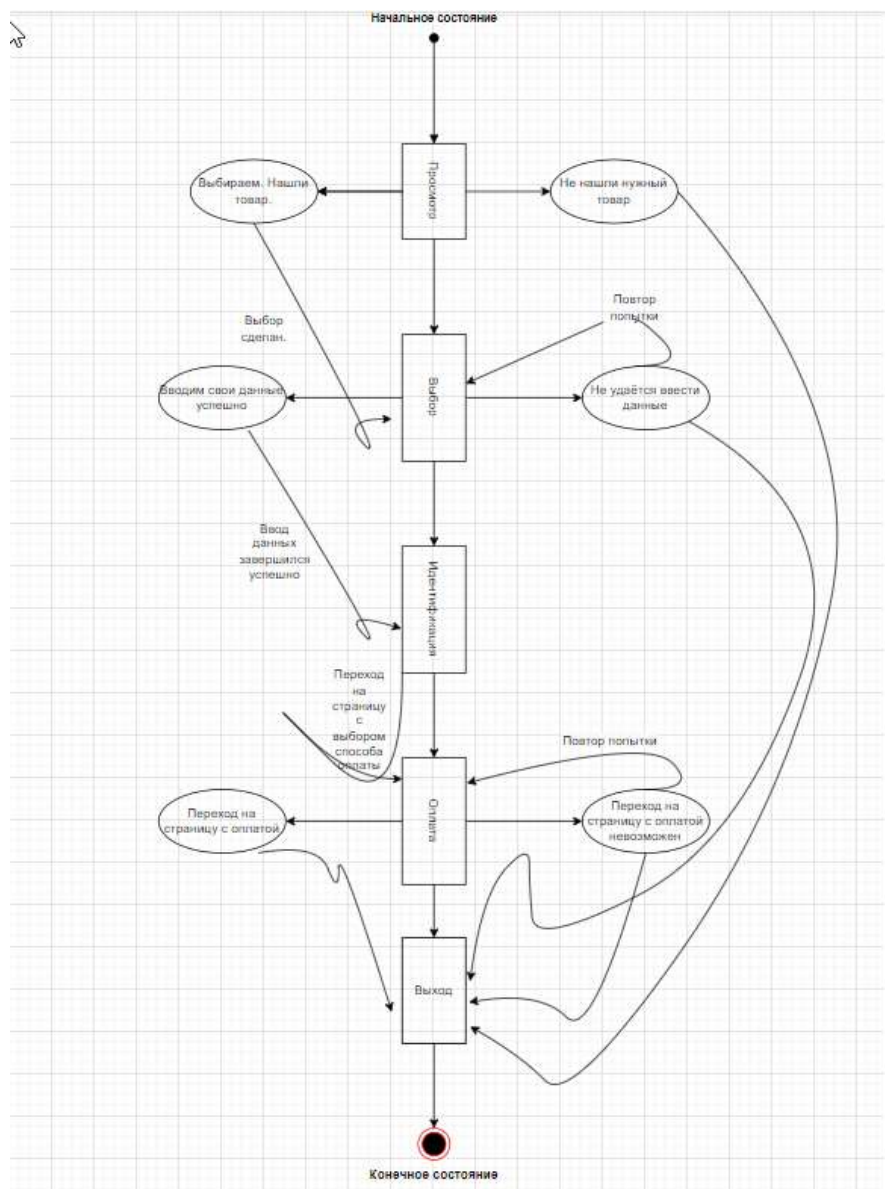 Начальное состояние
Просмотр
Выбираем. Нашли
товар.
Не нашли нужный
товар
Повтор
попытки
Выбор
сделан.
Выбор
Вводим свои данные
успешно
Не удаётся ввести
данные
Ввод
данных
завершился
успешно
Идентификация
Переход
на
страницу
с
выбором
способа
оплаты
Повтор попытки
Оплата
Переход на
страницу с оплатой
Переход на
страницу с оплатой
невозможен
Выход
Конечное состояние